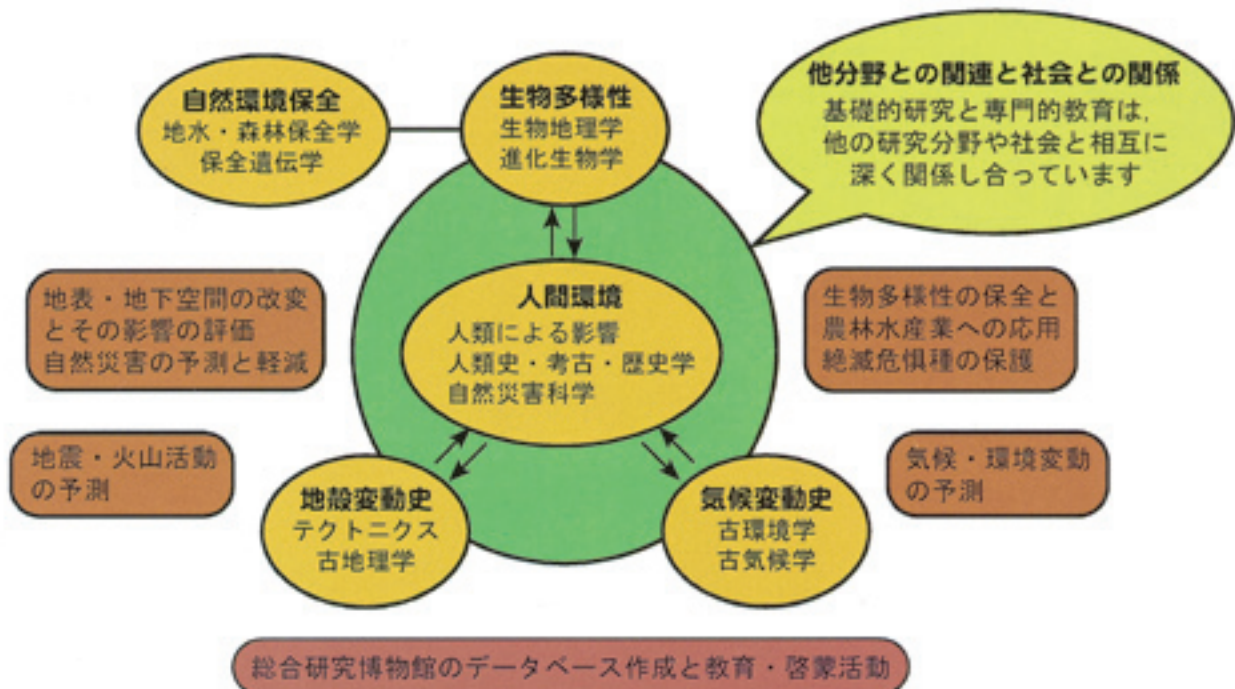 自然環境保全
地水・森林保全学
保全遺伝学
生物多様性
生物地理学
進化生物学
他分野との関連と社会との関係
基礎的研究と専門的教育は,
他の研究分野や社会と相互に
深く関係し合っています
地表・地下空間の改変
とその影響の評価
自然災害の予測と軽減
人間環境
人類による影響
人類史・考古・歴史学
自然災害科学
生物多様性の保全と
農林水産業への応用
絶滅危惧種の保護
地震・火山活動
の予測
地殻変動史
テクトニクス
古地理学
気候変動史
古環境学
古気候学
気候・環境変動
の予測
総合研究博物館のデータベース作成と教育・啓蒙活動